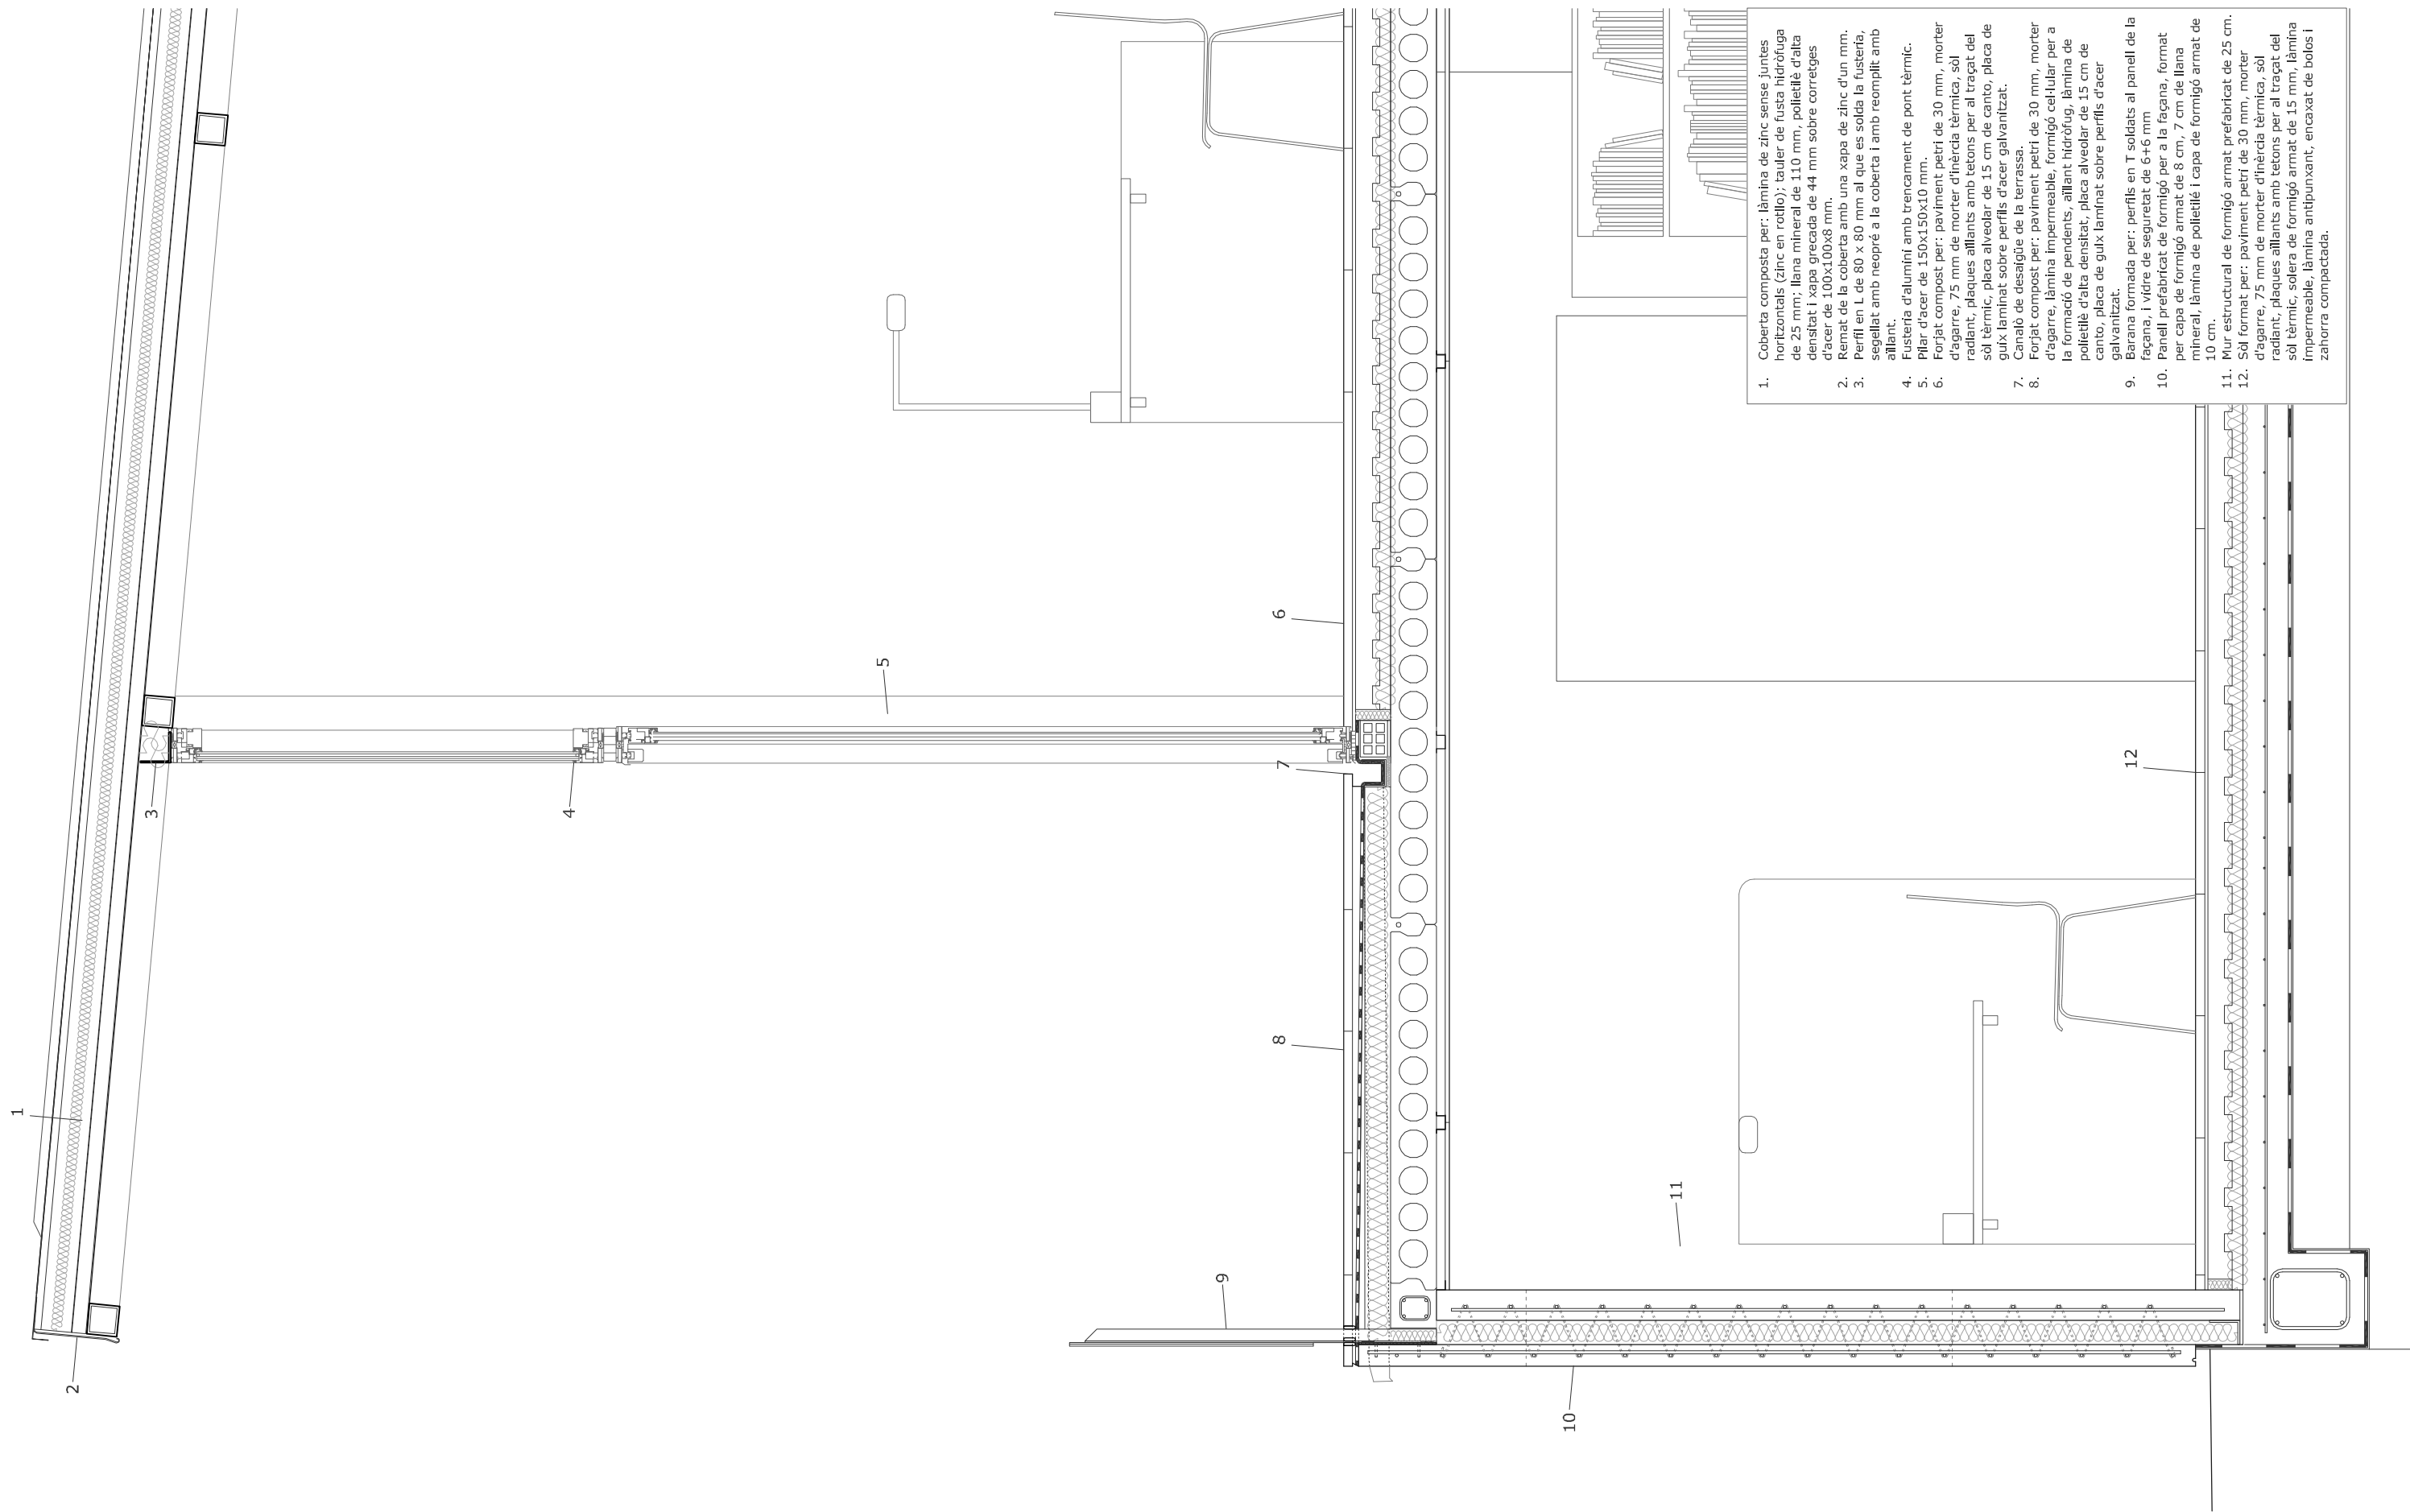 1
2
3
4
5
6
7
8
9
10
11
12
1. Coberta composta per: làmina de zinc sense juntes
horitzontals (zinc en rotllo); tauler de fusta hidròfuga
de 25 mm; llana mineral de 110 mm, polietilè d'alta
densitat i xapa grecada de 44 mm sobre corretges
d'acer de 100x100x8 mm.
2. Remat de la coberta amb una xapa de zinc d'un mm.
3. Perfil en L de 80 x 80 mm al que es solda la fusteria,
segellat amb neopré a la coberta i amb reomplit amb
aïllant.
4. Fusteria d'alumini amb trencament de pont tèrmic.
5. Pilar d'acer de 150x150x10 mm.
6. Forjat compost per: paviment petri de 30 mm, morter
d'agarre, 75 mm de morter d'inèrcia tèrmica, sòl
radiant, plaques aïllants amb tetons per al traçat del
sòl tèrmic, placa alveolar de 15 cm de canto, placa de
guix laminat sobre perfils d'acer galvanitzat.
7. Canaló de desaigüe de la terrassa.
8. Forjat compost per: paviment petri de 30 mm, morter
d'agarre, làmina impermeable, formigó cel·lular per a
la formació de pendents, aïllant hidròfug, làmina de
polietilè d'alta densitat, placa alveolar de 15 cm de
canto, placa de guix laminat sobre perfils d'acer
galvanitzat.
9. Barana formada per: perfils en T soldats al panell de la
façana, i vidre de seguretat de 6+6 mm
10. Panell prefabricat de formigó per a la façana, format
per capa de formigó armat de 8 cm, 7 cm de llana
mineral, làmina de polietilé i capa de formigó armat de
10 cm.
11. Mur estructural de formigó armat prefabricat de 25 cm.
12. Sòl format per: paviment petri de 30 mm, morter
d'agarre, 75 mm de morter d'inèrcia tèrmica, sòl
radiant, plaques aïllants amb tetons per al traçat del
sòl tèrmic, solera de formigó armat de 15 mm, làmina
impermeable, làmina antipunxant, encaxat de bolos i
zahorra compactada.